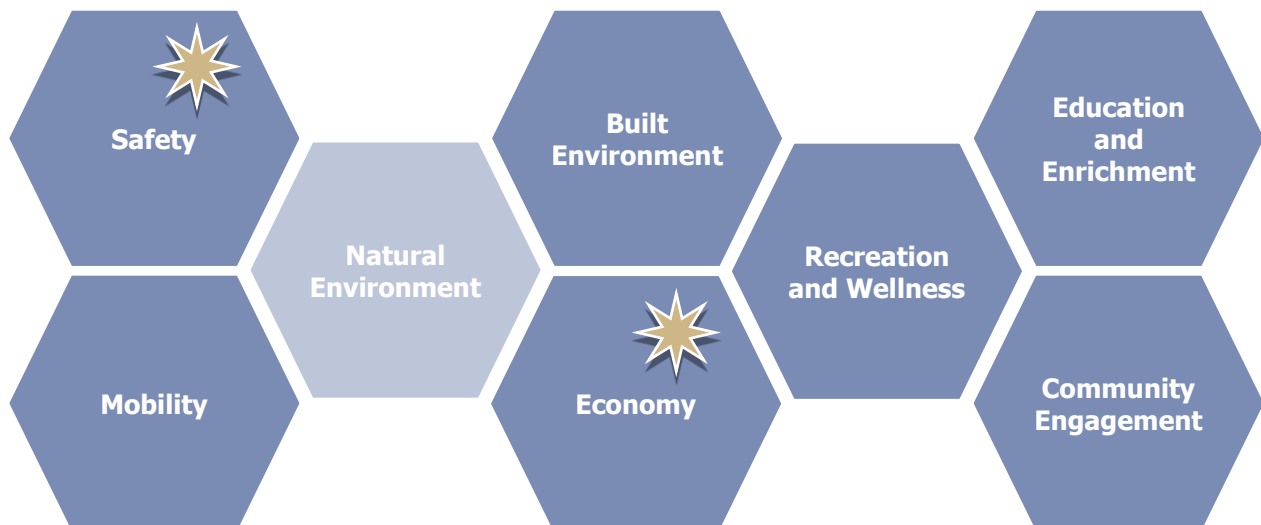 Safety
Built
Environment
Education
and
Enrichment
Natural
Environment
Recreation
and Wellness
Mobility
Economy
Community
Engagement